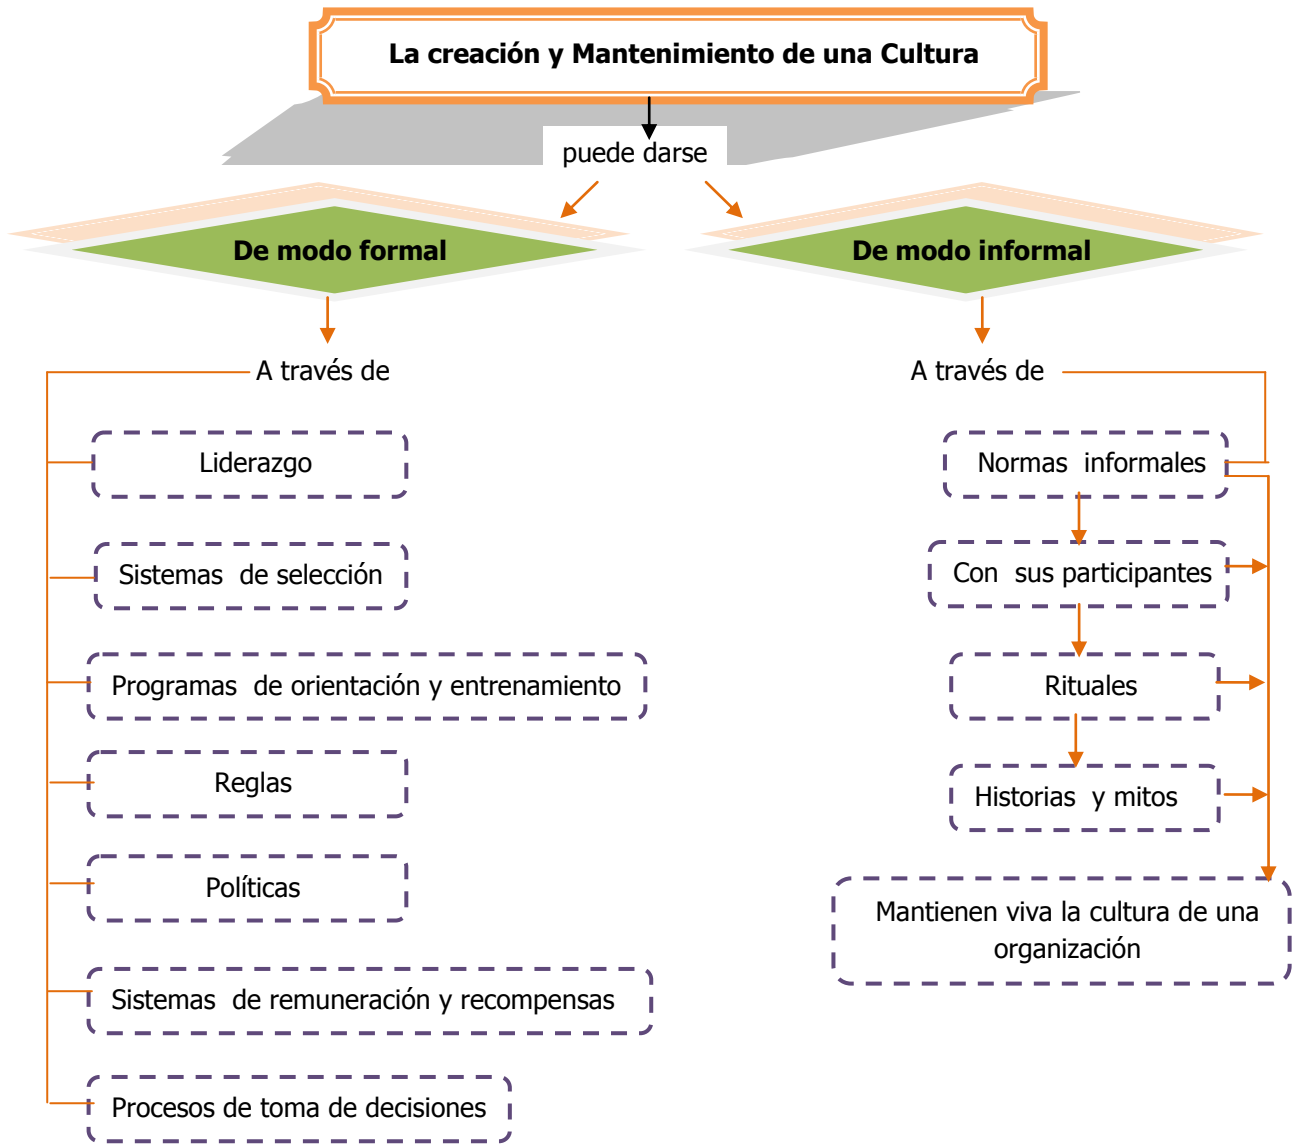 La creación y Mantenimiento de una Cultura
puede darse
De modo formal
De modo informal
A través de
A través de
Liderazgo
Sistemas de selección
Programas de orientación y entrenamiento
Reglas
Políticas
Sistemas de remuneración y recompensas
Procesos de toma de decisiones
Normas informales
Con sus participantes
Rituales
Historias y mitos
Mantienen viva la cultura de una
organización